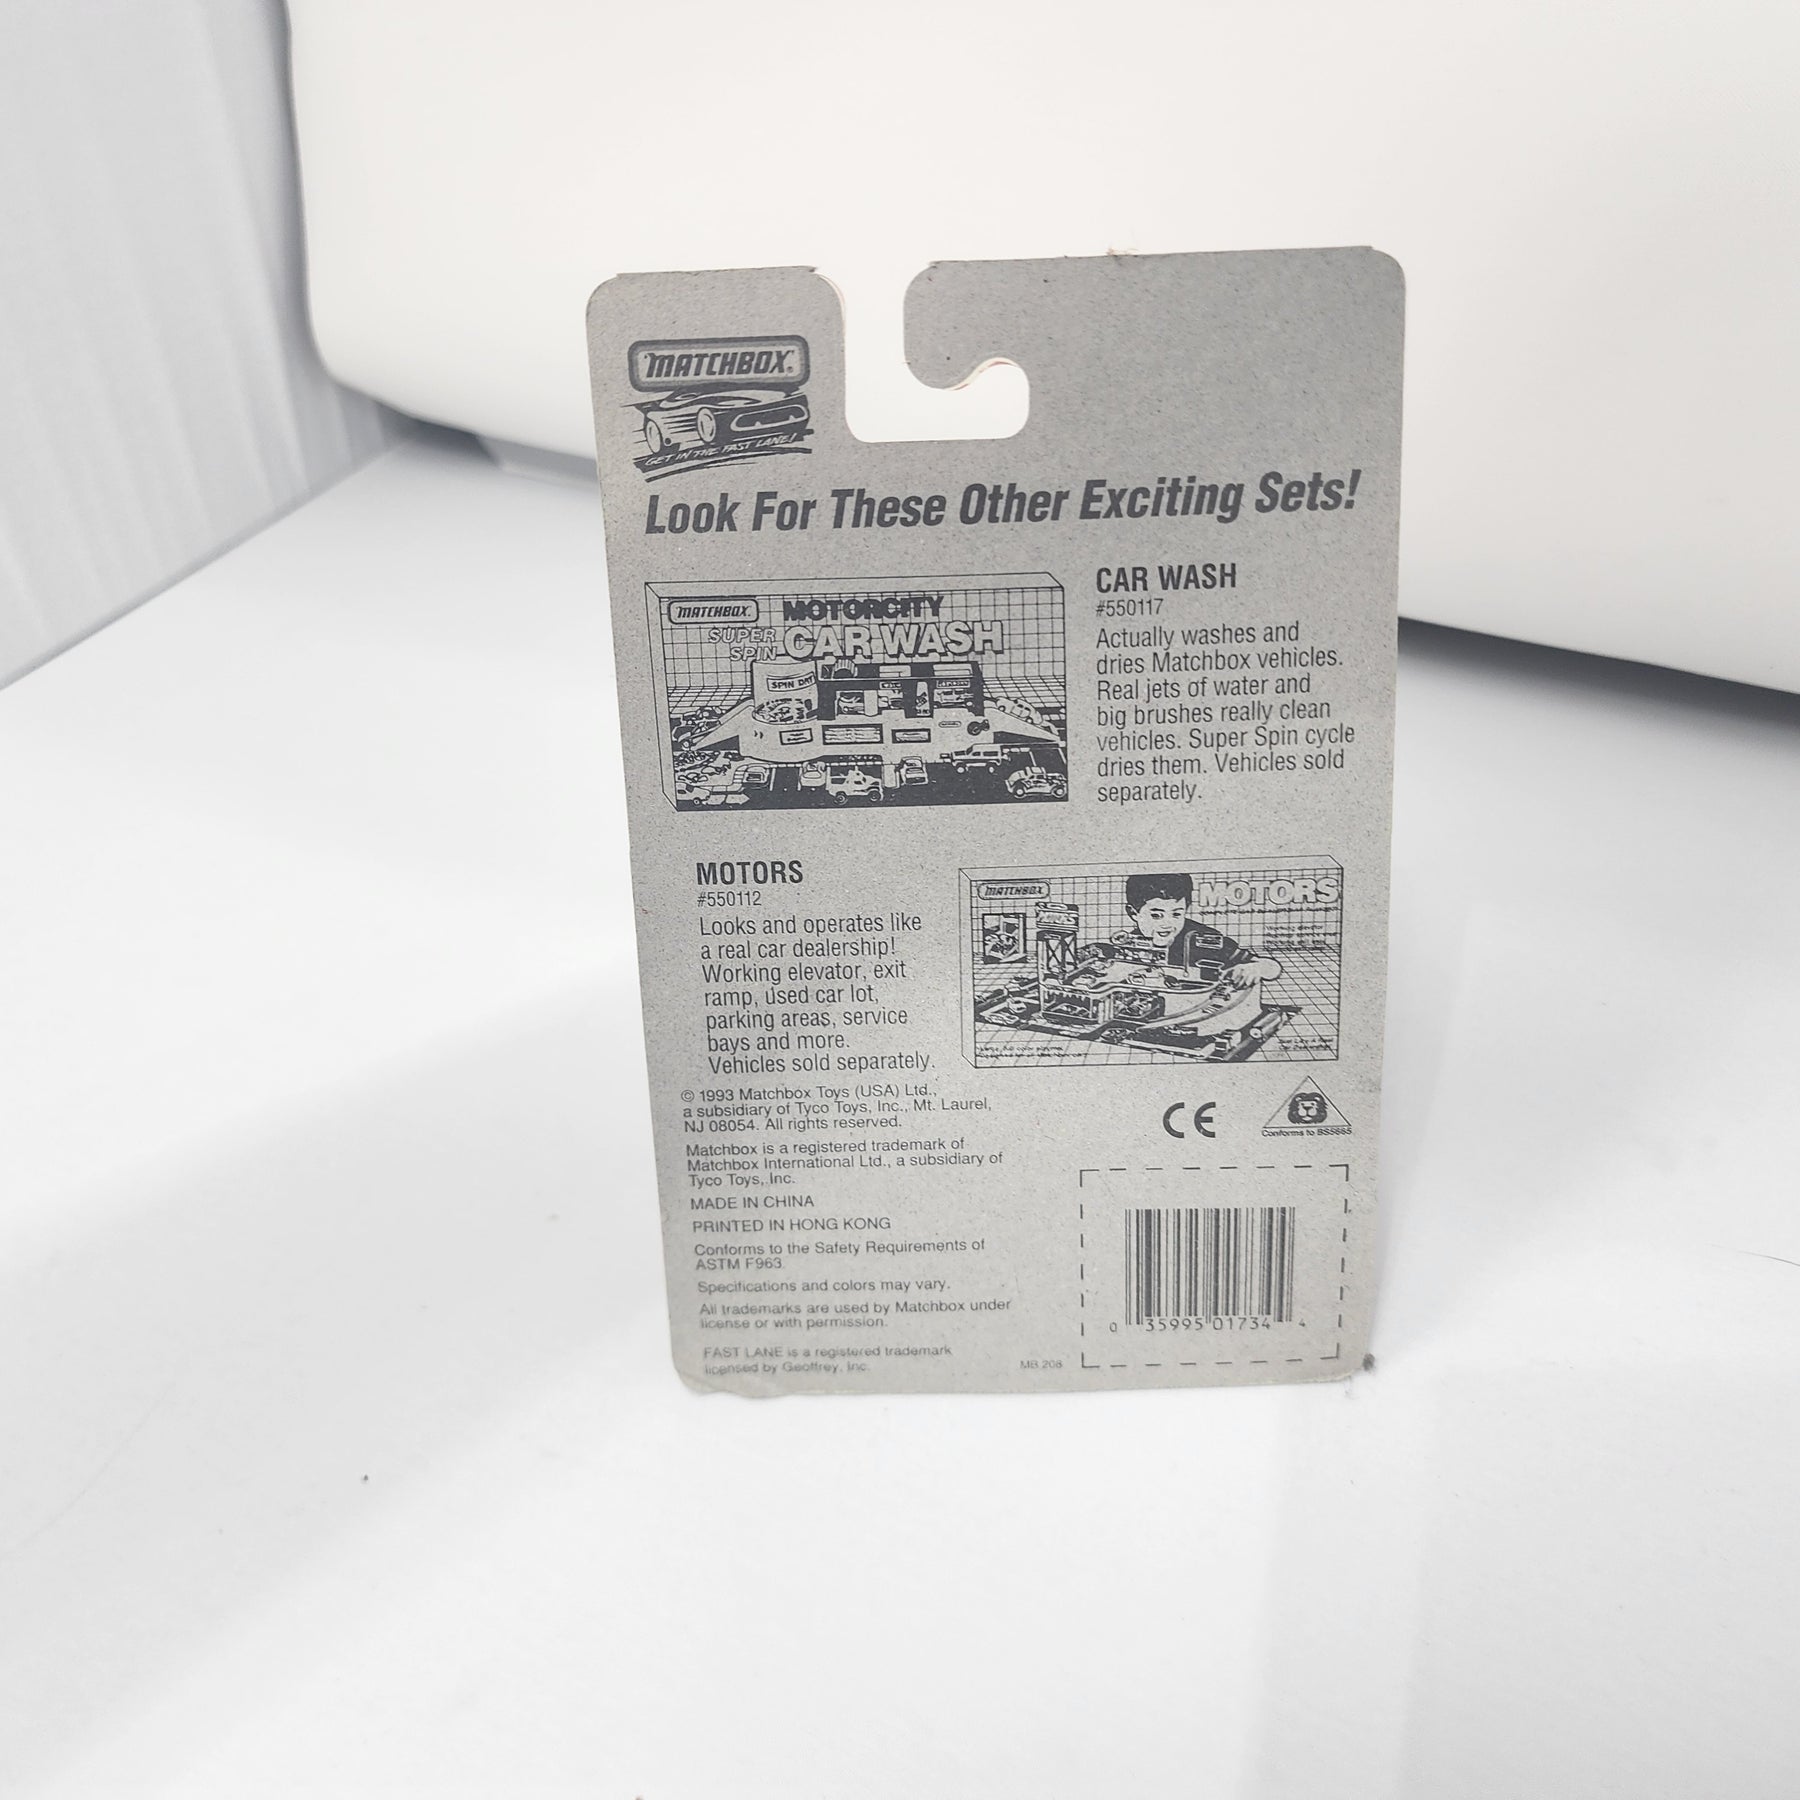 MATCHBOX®
GET IN THE FAST LANE!
Look For These Other Exciting Sets!
MATCHBOX
MOTORCITY
SUPER
SPIN
CAR WASH
SPIN DRY
CAR WASH
#550117
Actually washes and
dries Matchbox vehicles.
Real jets of water and
big brushes really clean
vehicles. Super Spin cycle
dries them. Vehicles sold
separately.
MOTORS
#550112
Looks and operates like
a real car dealership!
Working elevator, exit
ramp, used car lot,
parking areas, service
bays and more.
Vehicles sold separately.
MATCHBOX
MOTORS
© 1993 Matchbox Toys (USA) Ltd.,
a subsidiary of Tyco Toys, Inc., Mt. Laurel,
NJ 08054. All rights reserved.
Matchbox is a registered trademark of
Matchbox International Ltd., a subsidiary of
Tyco Toys, Inc.
MADE IN CHINA
PRINTED IN HONG KONG
Conforms to the Safety Requirements of
ASTM F963.
Specifications and colors may vary.
All trademarks are used by Matchbox under
license or with permission.
FAST LANE is a registered trademark
licensed by Geoffrey, Inc.
MB 208
CE
Conforms to BS5665
0 35995 01734 4